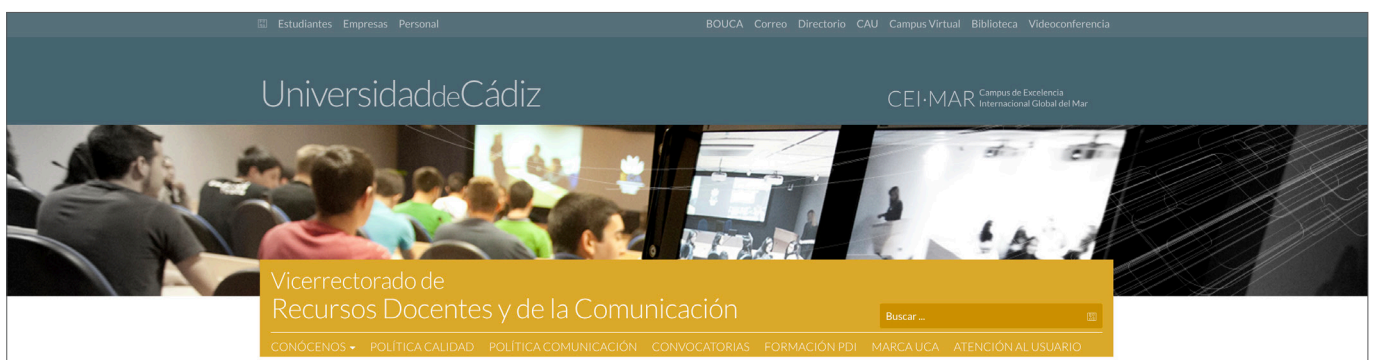 Estudiantes Empresas Personal BOUCA Correo Directorio CAU Campus Virtual Biblioteca Videoconferencia
UniversidaddeCádiz
CEI·MAR Campus de Excelencia
Internacional Global del Mar
Vicerrectorado de
Recursos Docentes y de la Comunicación
Buscar ...
CONÓCENOS POLÍTICA CALIDAD POLÍTICA COMUNICACIÓN CONVOCATORIAS FORMACIÓN PDI MARCA UCA ATENCIÓN AL USUARIO